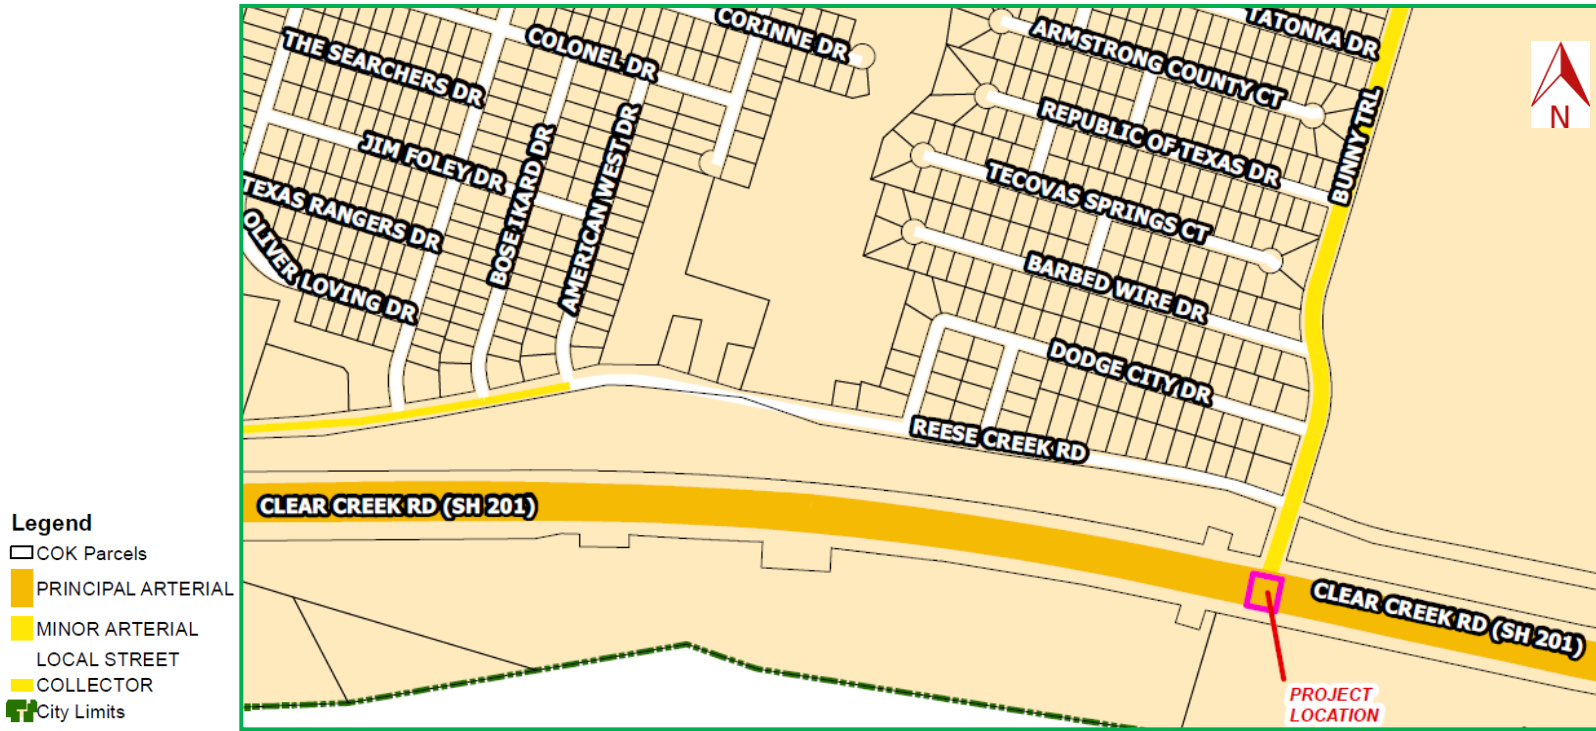 THE SEARCHERS DR
COLONEL DR
CORINNE DR
ARMSTRONG COUNTY CT
TATONKA DR
N
JIM FOLEY DR
BOSE IKARD DR
AMERICAN WEST DR
REPUBLIC OF TEXAS DR
BUNNY TRL
TEXAS RANGERS DR
TECOVAS SPRINGS CT
OLIVER LOVING DR
BARBED WIRE DR
DODGE CITY DR
REESE CREEK RD
CLEAR CREEK RD (SH 201)
CLEAR CREEK RD (SH 201)
PROJECT
LOCATION
Legend
COK Parcels
PRINCIPAL ARTERIAL
MINOR ARTERIAL
LOCAL STREET
COLLECTOR
City Limits